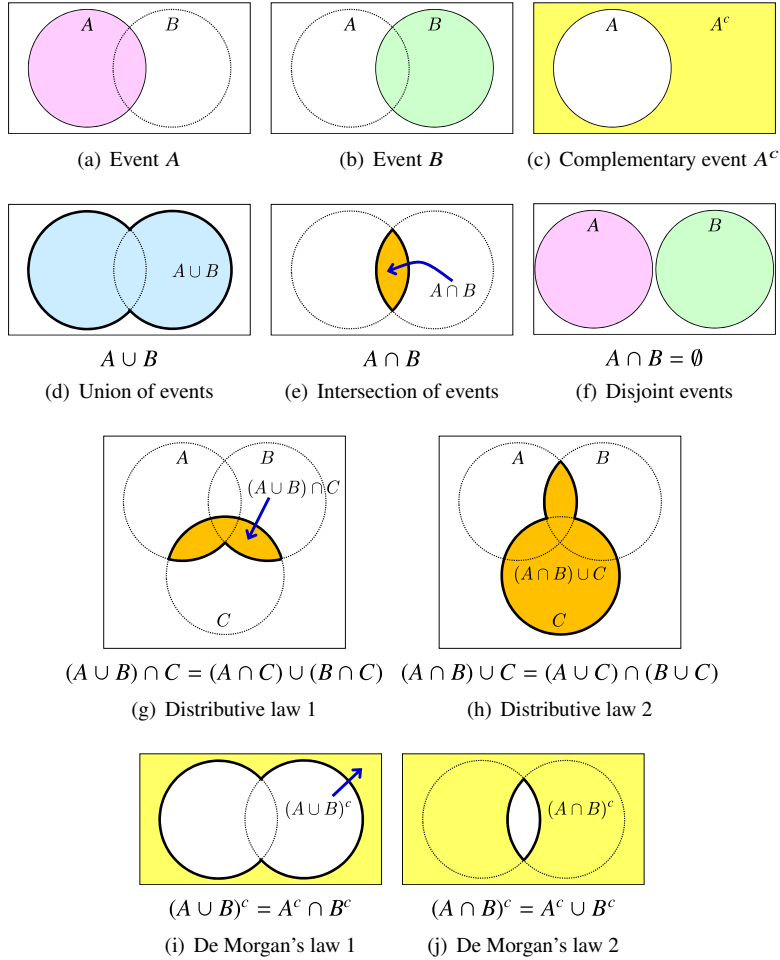 A B
A B
A A^c
(a) Event A
(b) Event B
(c) Complementary event A^c
A ∪ B
A ∩ B
A B
A ∪ B
A ∩ B
A ∩ B = ∅
(d) Union of events
(e) Intersection of events
(f) Disjoint events
A B
(A ∪ B) ∩ C
C
A B
(A ∩ B) ∪ C
C
(A ∪ B) ∩ C = (A ∩ C) ∪ (B ∩ C)
(A ∩ B) ∪ C = (A ∪ C) ∩ (B ∪ C)
(g) Distributive law 1
(h) Distributive law 2
(A ∪ B)^c
(A ∩ B)^c
(A ∪ B)^c = A^c ∩ B^c
(A ∩ B)^c = A^c ∪ B^c
(i) De Morgan's law 1
(j) De Morgan's law 2